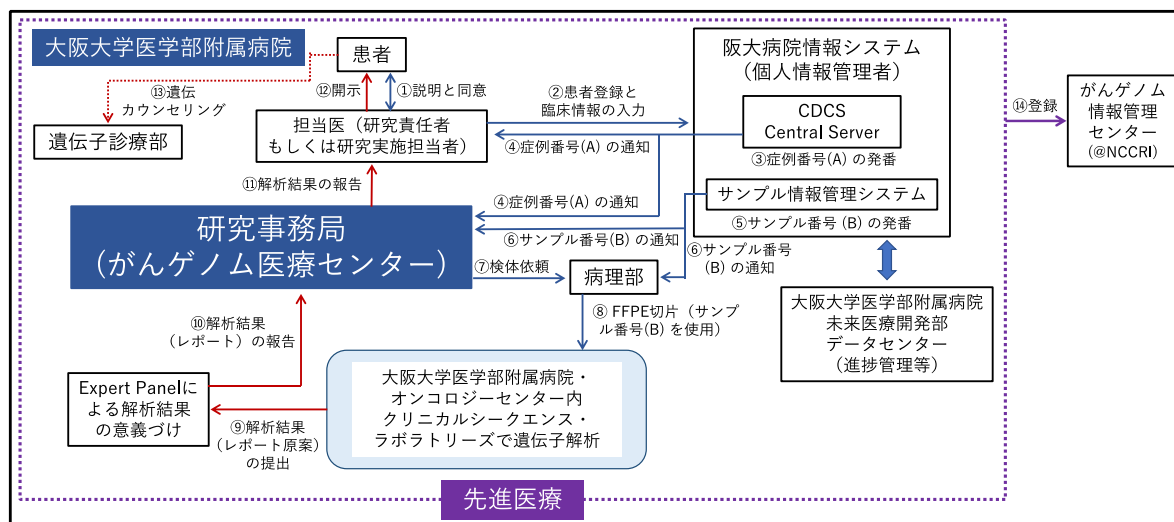 大阪大学医学部附属病院
患者
⑬遺伝
カウンセリング
⑫開示
①説明と同意
遺伝子診療部
担当医（研究責任者
もしくは研究実施担当者）
②患者登録と
臨床情報の入力
④症例番号(A) の通知
阪大病院情報システム
（個人情報管理者）
CDCS
Central Server
③症例番号(A) の発番
サンプル情報管理システム
⑤サンプル番号 (B) の発番
⑭登録
がんゲノム
情報管理
センター
(@NCCRI)
⑪解析結果の報告
④症例番号(A) の通知
研究事務局
（がんゲノム医療センター）
⑥サンプル番号(B) の通知
⑥サンプル番号
(B) の通知
⑦検体依頼
病理部
⑧ FFPE切片（サンプ
ル番号(B) を使用）
大阪大学医学部附属病院
未来医療開発部
データセンター
（進捗管理等）
⑩解析結果
（レポート）の報告
Expert Panelに
よる解析結果
の意義づけ
⑨解析結果
（レポート原案）
の提出
大阪大学医学部附属病院・
オンコロジーセンター内
クリニカルシークエンス・
ラボラトリーズで遺伝子解析
先進医療